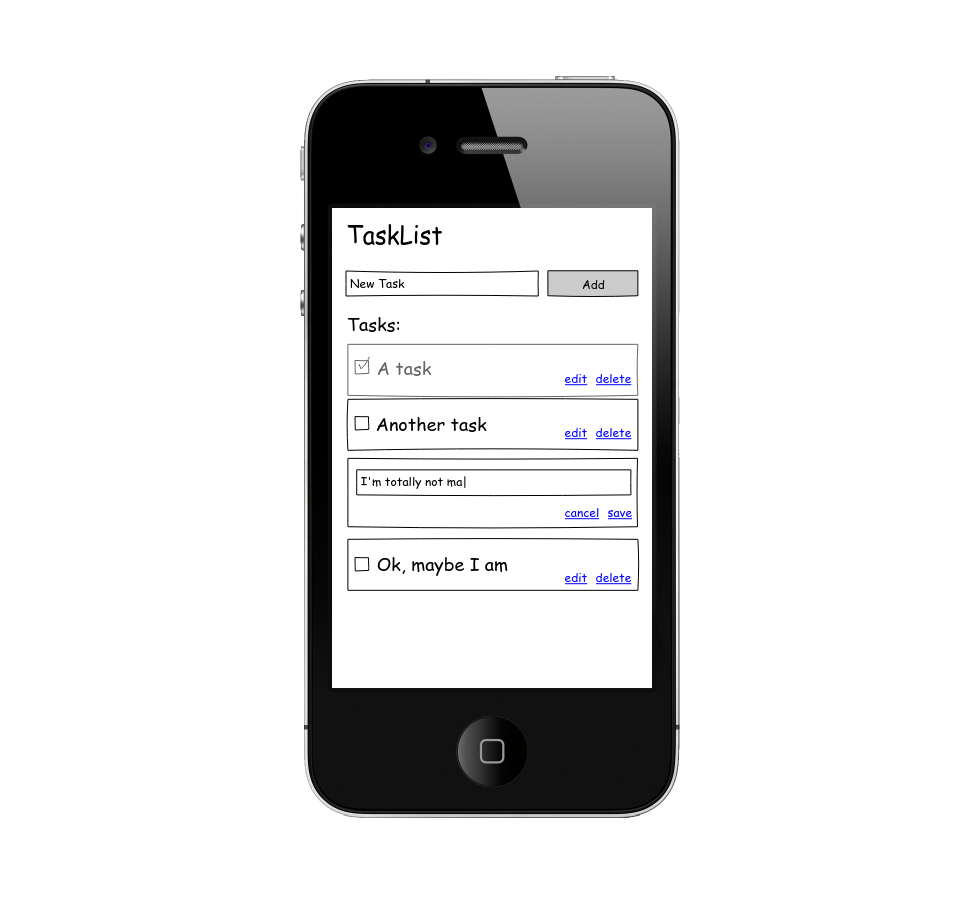 TaskList
New Task
Add
Tasks:
A task
edit delete
Another task
edit delete
I'm totally not ma
cancel save
Ok, maybe I am
edit delete